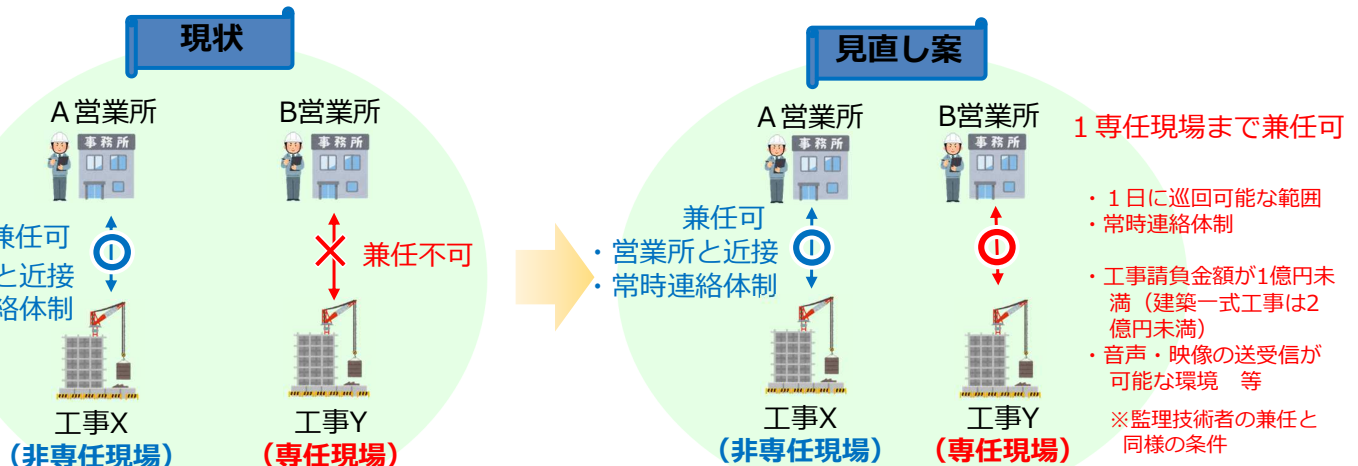 現状
A営業所
B営業所
事務所
事務所
兼任可
と近接
絡体制
兼任不可
工事X
（非専任現場）
工事Y
（専任現場）
見直し案
A営業所
B営業所
事務所
事務所
１専任現場まで兼任可
兼任可
・営業所と近接
・常時連絡体制
・１日に巡回可能な範囲
・常時連絡体制
・工事請負金額が1億円未
満（建築一式工事は2
億円未満）
・音声・映像の送受信が
可能な環境　等
※監理技術者の兼任と
同様の条件
工事X
（非専任現場）
工事Y
（専任現場）